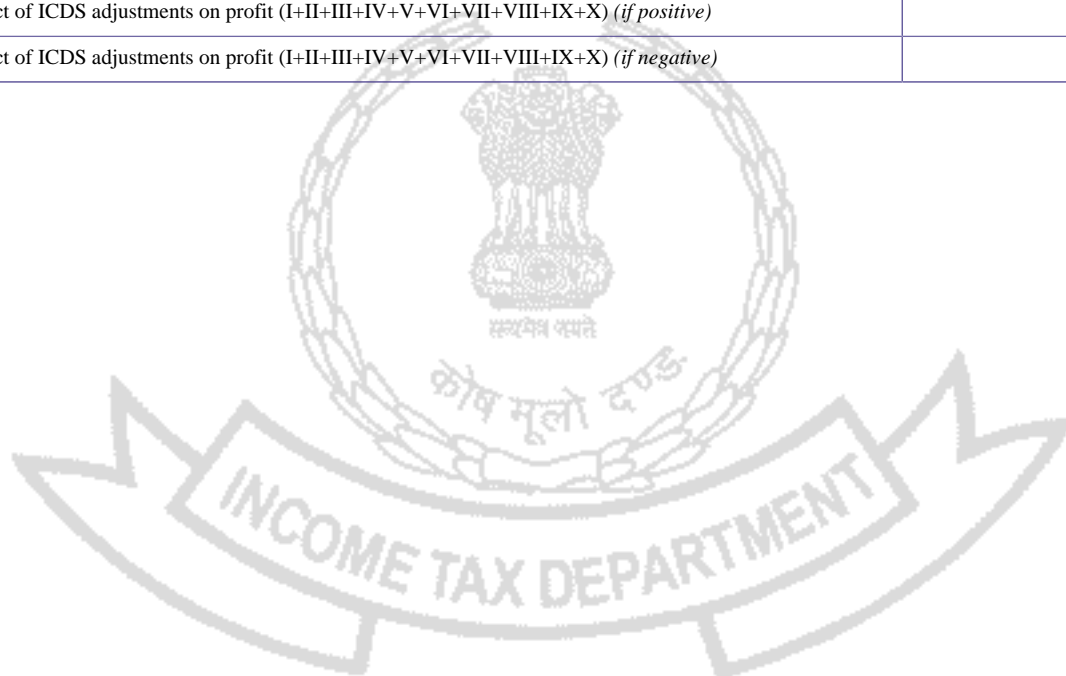 ct of ICDS adjustments on profit (I+II+III+IV+V+VI+VII+VIII+IX+X) (if positive)
ct of ICDS adjustments on profit (I+II+III+IV+V+VI+VII+VIII+IX+X) (if negative)
सत्यमेव जयते
कोष मूलो दण्डः
INCOME TAX DEPARTMENT